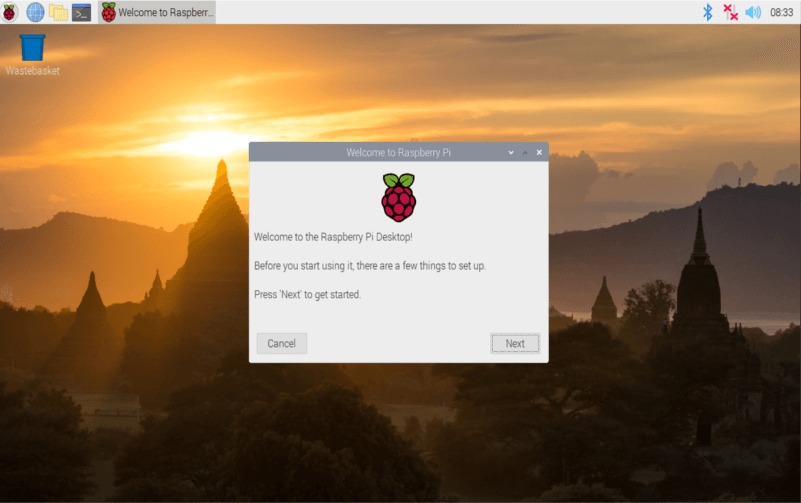 Welcome to Raspberr...
08:33
Wastebasket
Welcome to Raspberry Pi
Welcome to the Raspberry Pi Desktop!
Before you start using it, there are a few things to set up.
Press 'Next' to get started.
Cancel
Next